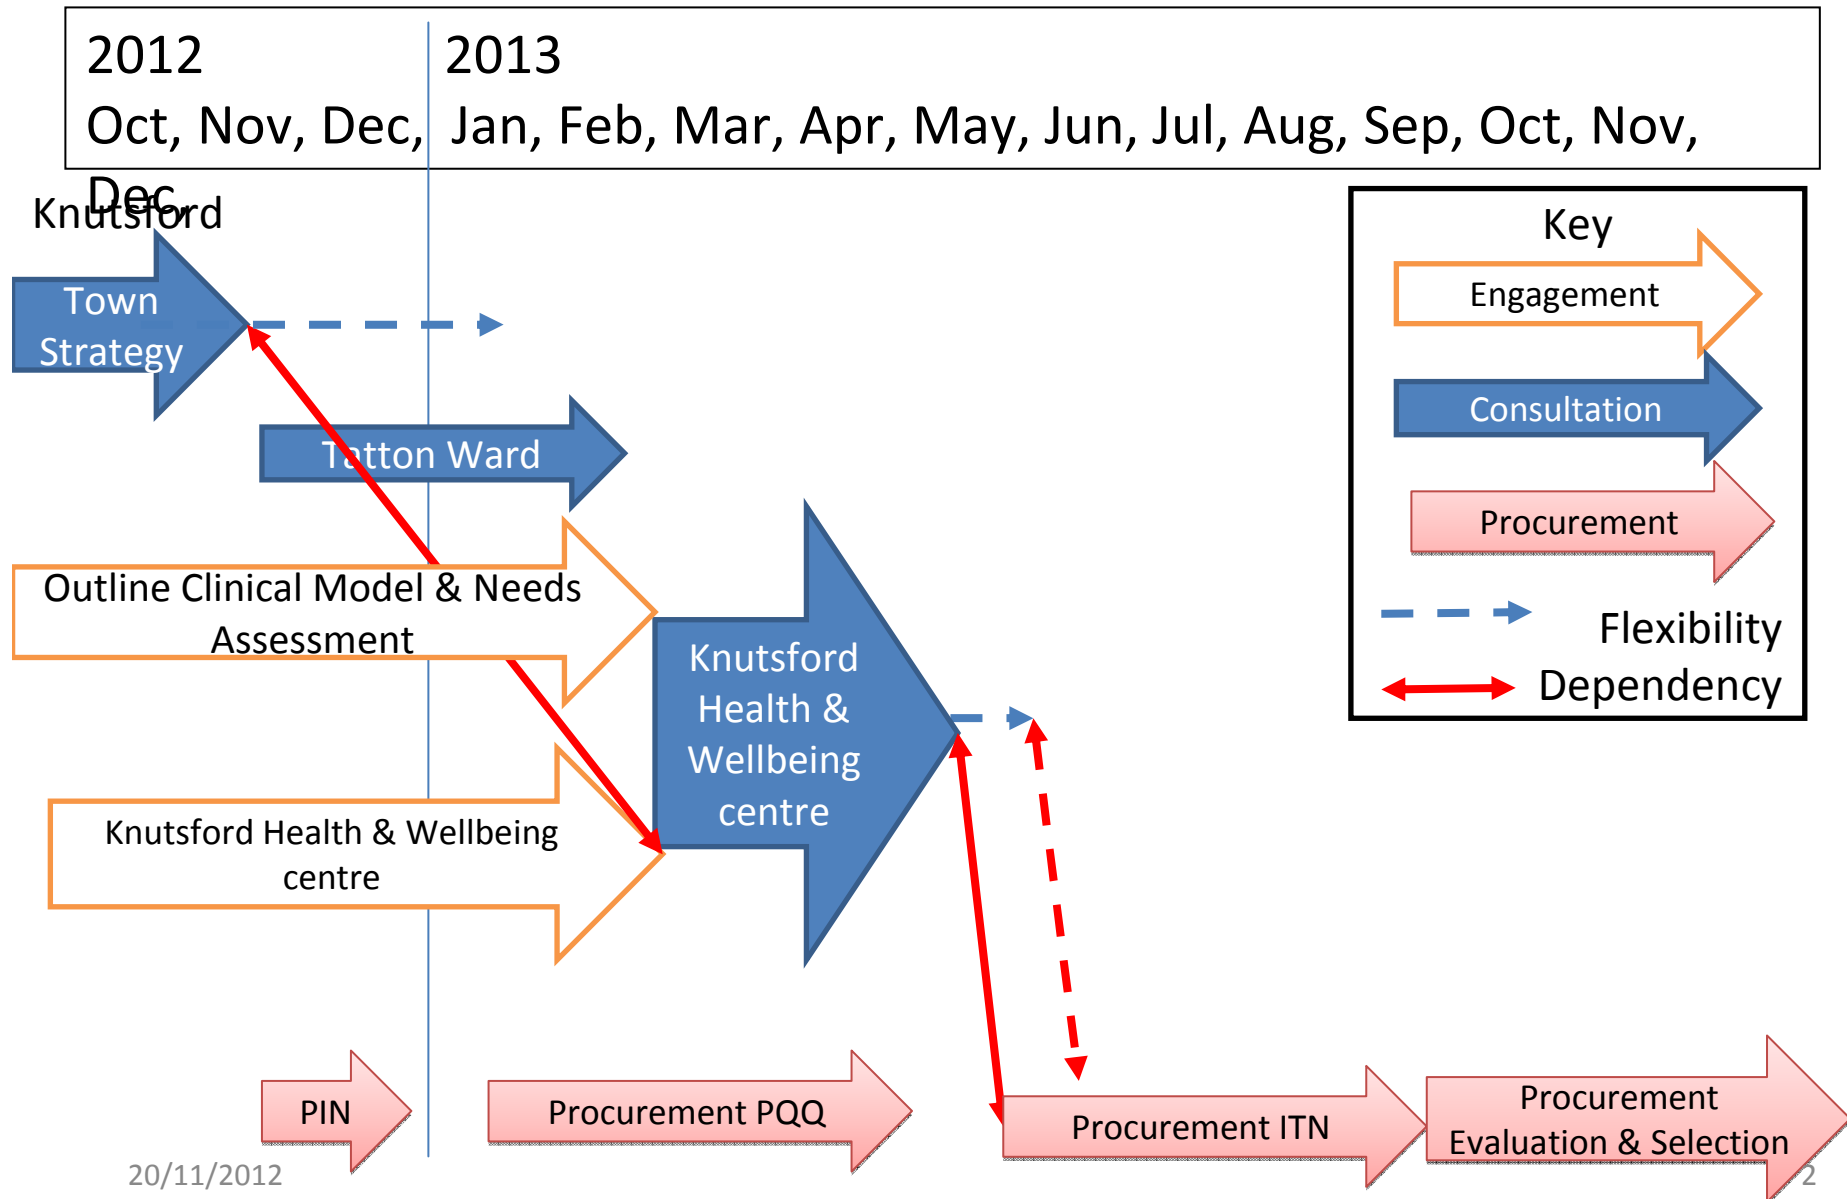 2012 2013
Oct, Nov, Dec, Jan, Feb, Mar, Apr, May, Jun, Jul, Aug, Sep, Oct, Nov,
Dec,
Knutsford
Town
Strategy
Tatton Ward
Outline Clinical Model & Needs
Assessment
Knutsford Health & Wellbeing
centre
Knutsford
Health &
Wellbeing
centre
Key
Engagement
Consultation
Procurement
Flexibility
Dependency
PIN
Procurement PQQ
Procurement ITN
Procurement
Evaluation & Selection
20/11/2012
2